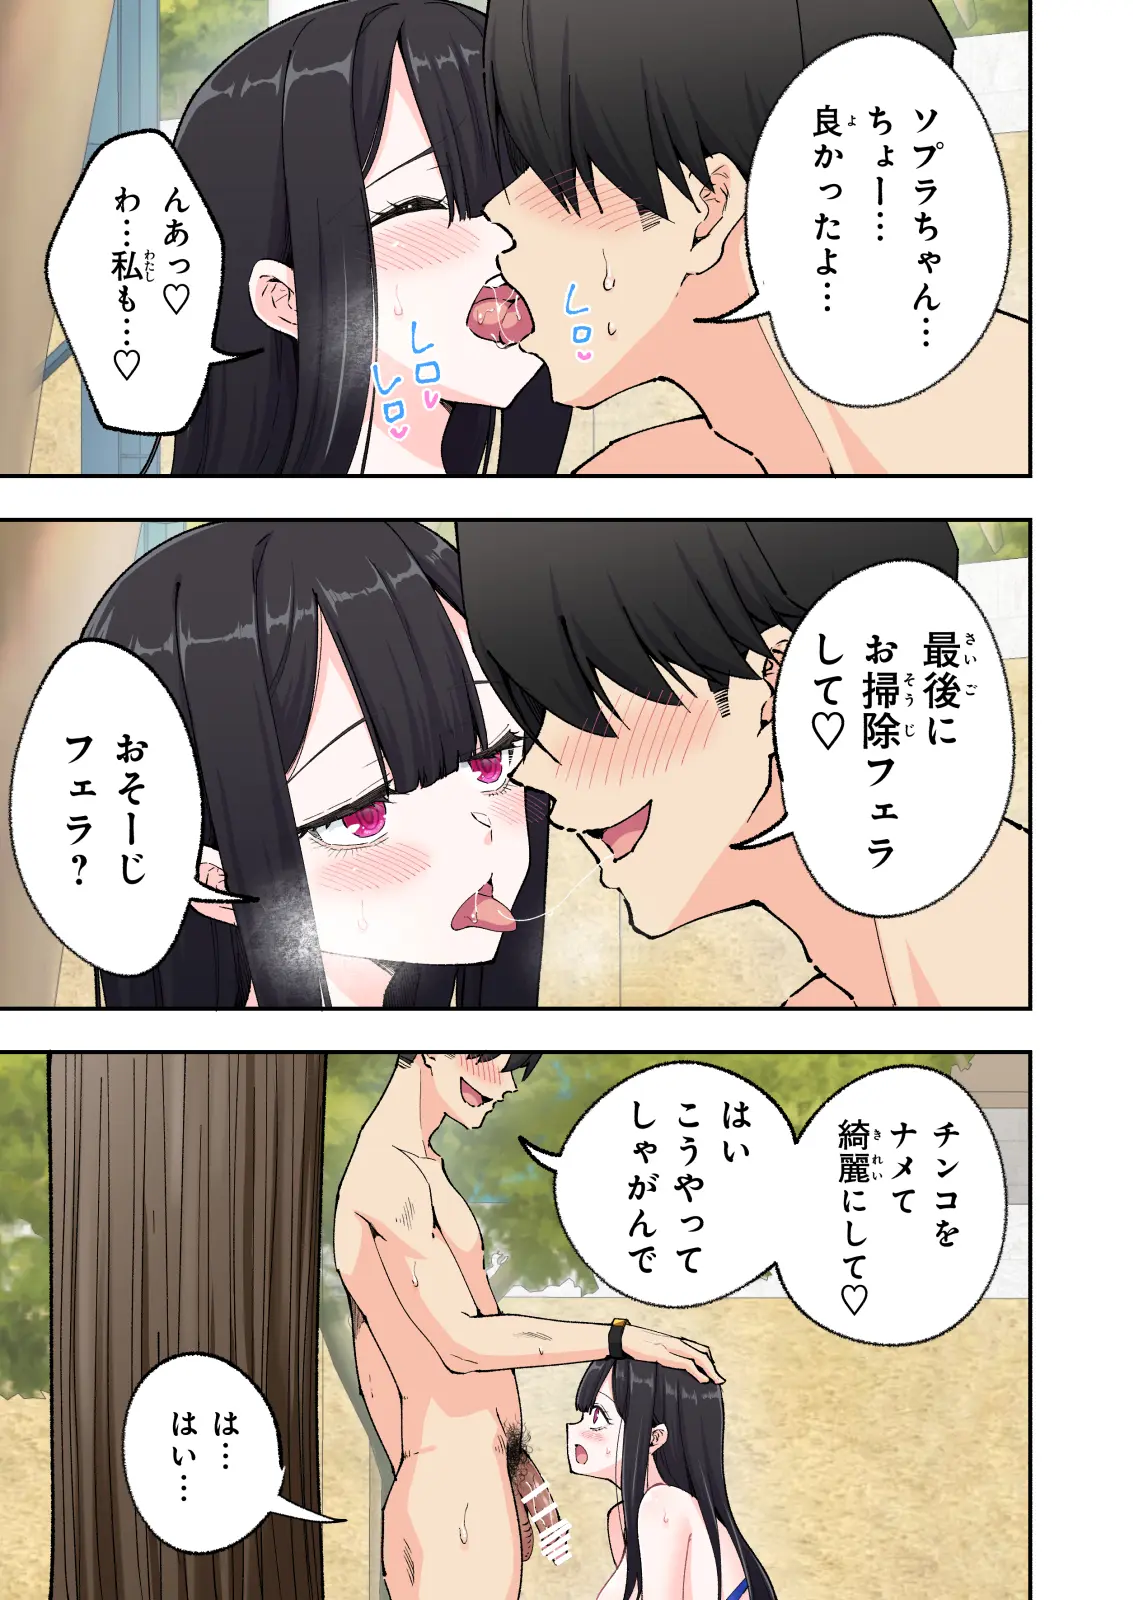 ソプラちゃん…
ちょー…
良かったよ…
レロ♥
レロ♥
レロ♥
んあっ♡
わ…私も…♡
最後に
お掃除フェラ
して♡
おそーじ
フェラ?
チンコを
ナメて
綺麗にして♡
はい
こうやって
しゃがんで
は…
はい…